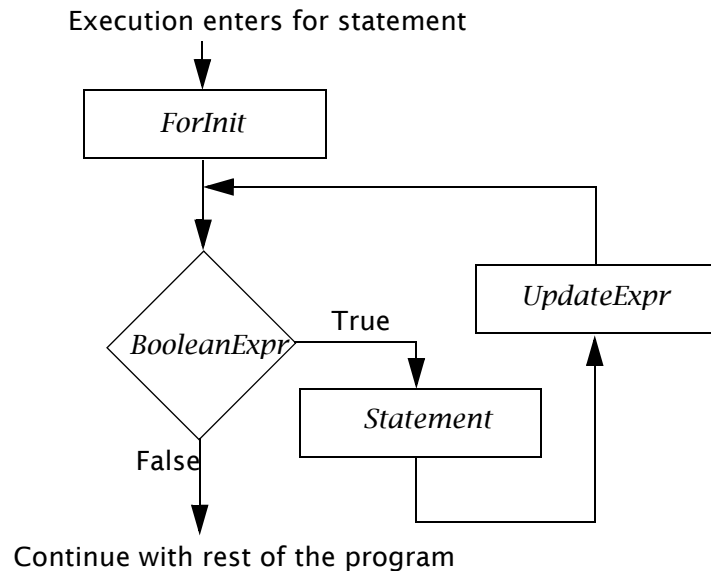 Execution enters for statement
ForInit
UpdateExpr
True
BooleanExpr
Statement
False
Continue with rest of the program